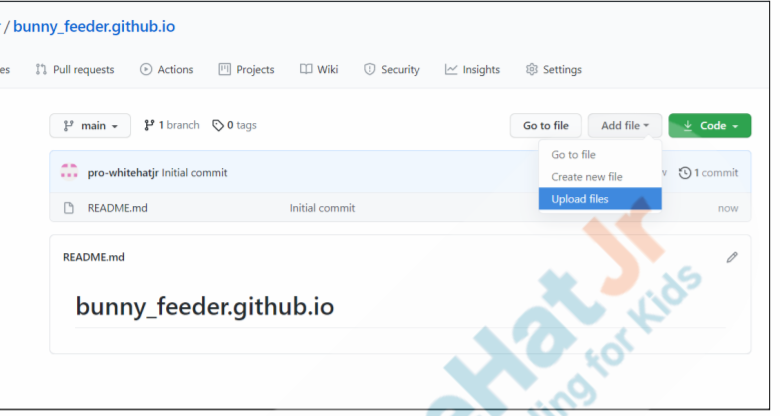 / bunny_feeder.github.io
es Pull requests Actions Projects Wiki Security Insights Settings
main 1 branch 0 tags Go to file Add file Code
Go to file
pro-whitehatjr Initial commit w 1 commit
Create new file
Upload files
README.md Initial commit now
README.md
bunny_feeder.github.io
eHat Jr
ing for Kids